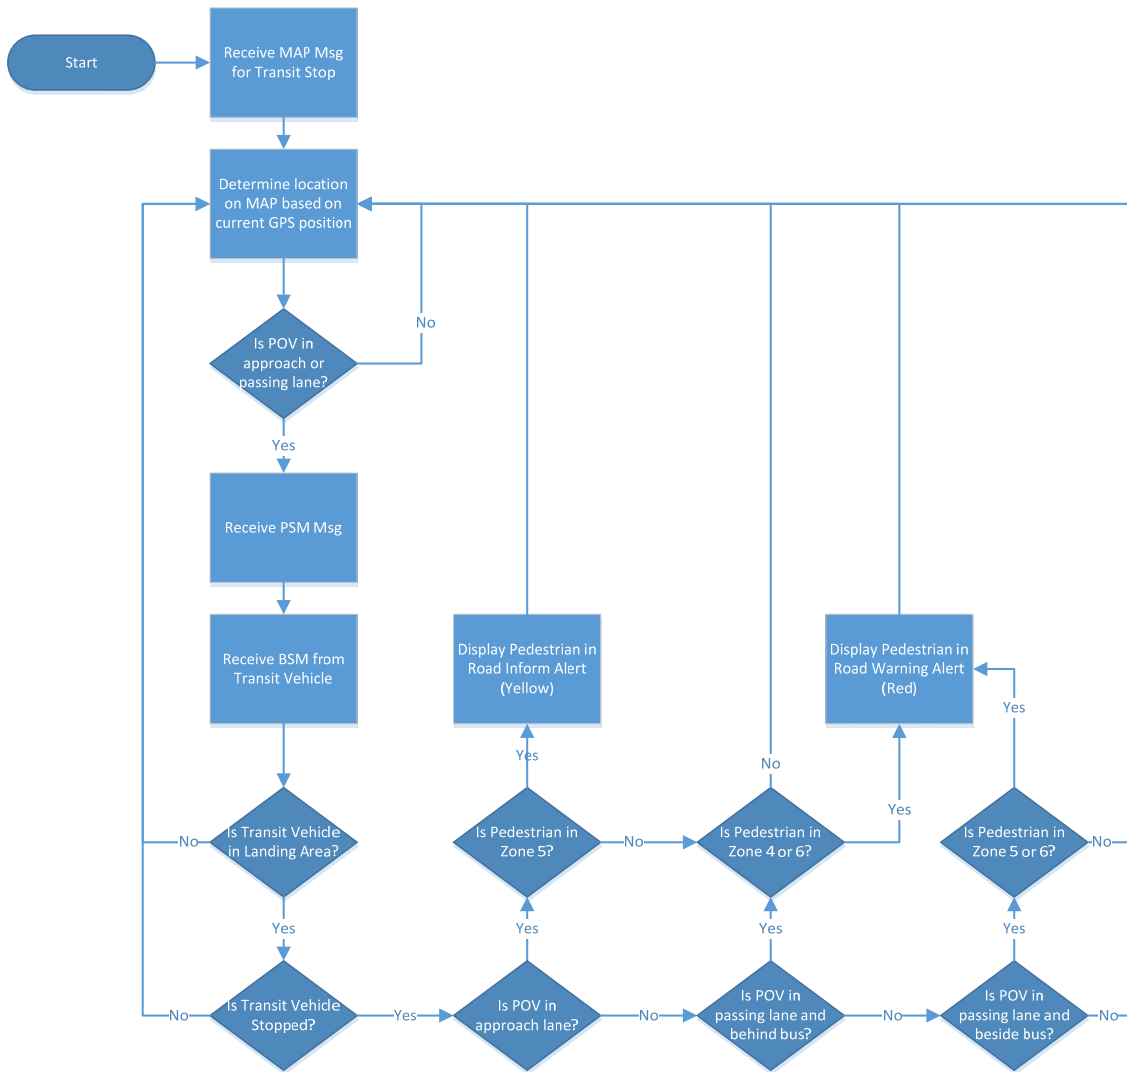 Start
Receive MAP Msg
for Transit Stop
Determine location
on MAP based on
current GPS position
No
Is POV in
approach or
passing lane?
Yes
Receive PSM Msg
Receive BSM from
Transit Vehicle
Display Pedestrian in
Road Inform Alert
(Yellow)
Display Pedestrian in
Road Warning Alert
(Red)
Yes
Yes
No
Yes
No
Is Transit Vehicle
in Landing Area?
Is Pedestrian in
Zone 5?
No
Is Pedestrian in
Zone 4 or 6?
Is Pedestrian in
Zone 5 or 6?
No
Yes
Yes
Yes
Yes
No
Is Transit Vehicle
Stopped?
Yes
Is POV in
approach lane?
No
Is POV in
passing lane and
behind bus?
No
Is POV in
passing lane and
beside bus?
No